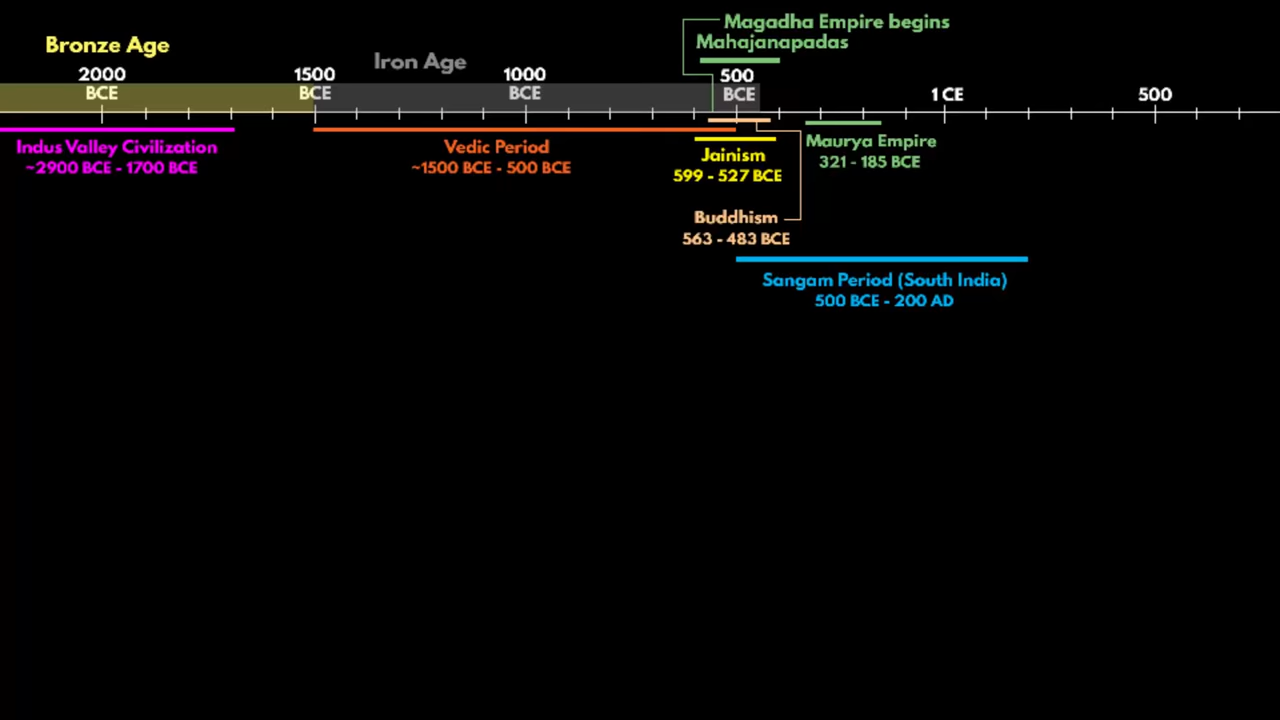 Magadha Empire begins
Mahajanapadas
Bronze Age
Iron Age
2000
BCE
1500
BCE
1000
BCE
500
BCE
1 CE
500
Indus Valley Civilization
~2900 BCE - 1700 BCE
Vedic Period
~1500 BCE - 500 BCE
Jainism
599 - 527 BCE
Maurya Empire
321 - 185 BCE
Buddhism
563 - 483 BCE
Sangam Period (South India)
500 BCE - 200 AD